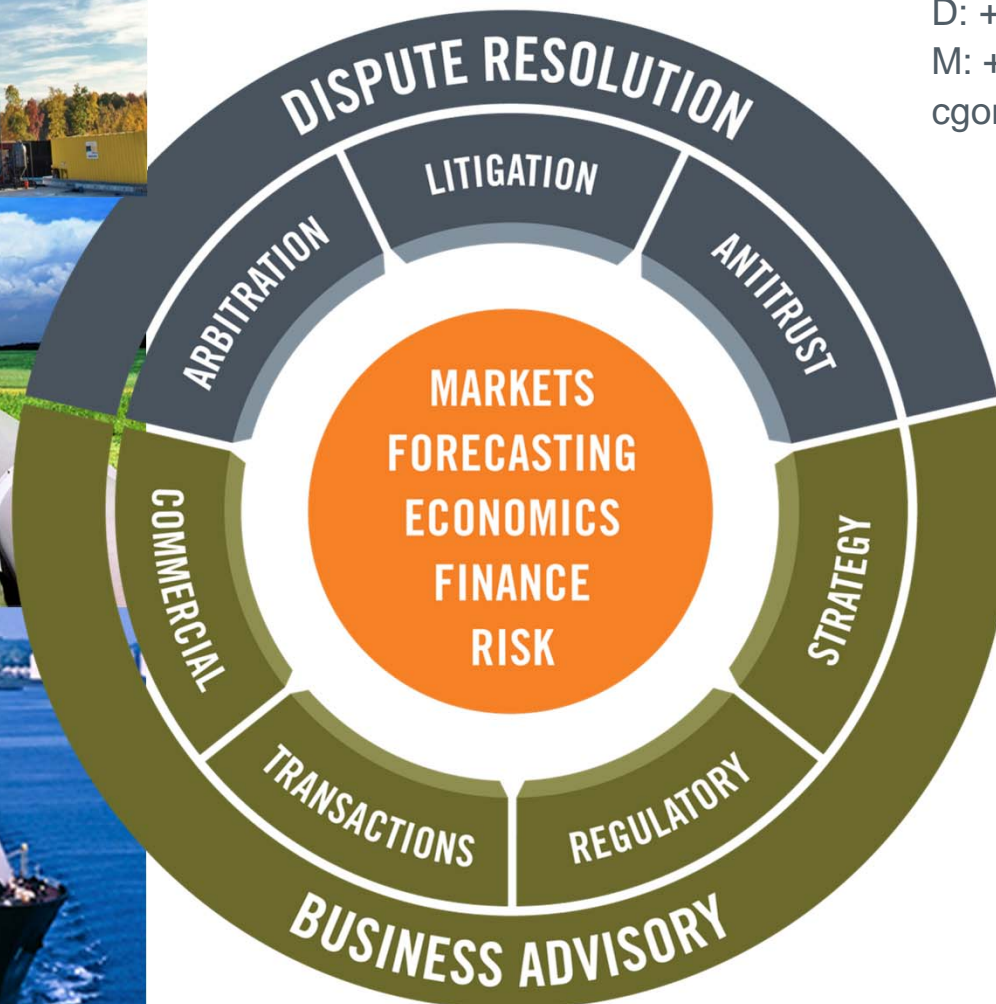 D: +
M: +
DISPUTE RESOLUTION
LITIGATION
ARBITRATION
ANTITRUST
MARKETS
FORECASTING
ECONOMICS
FINANCE
RISK
COMMERCIAL
STRATEGY
TRANSACTIONS
REGULATORY
BUSINESS ADVISORY